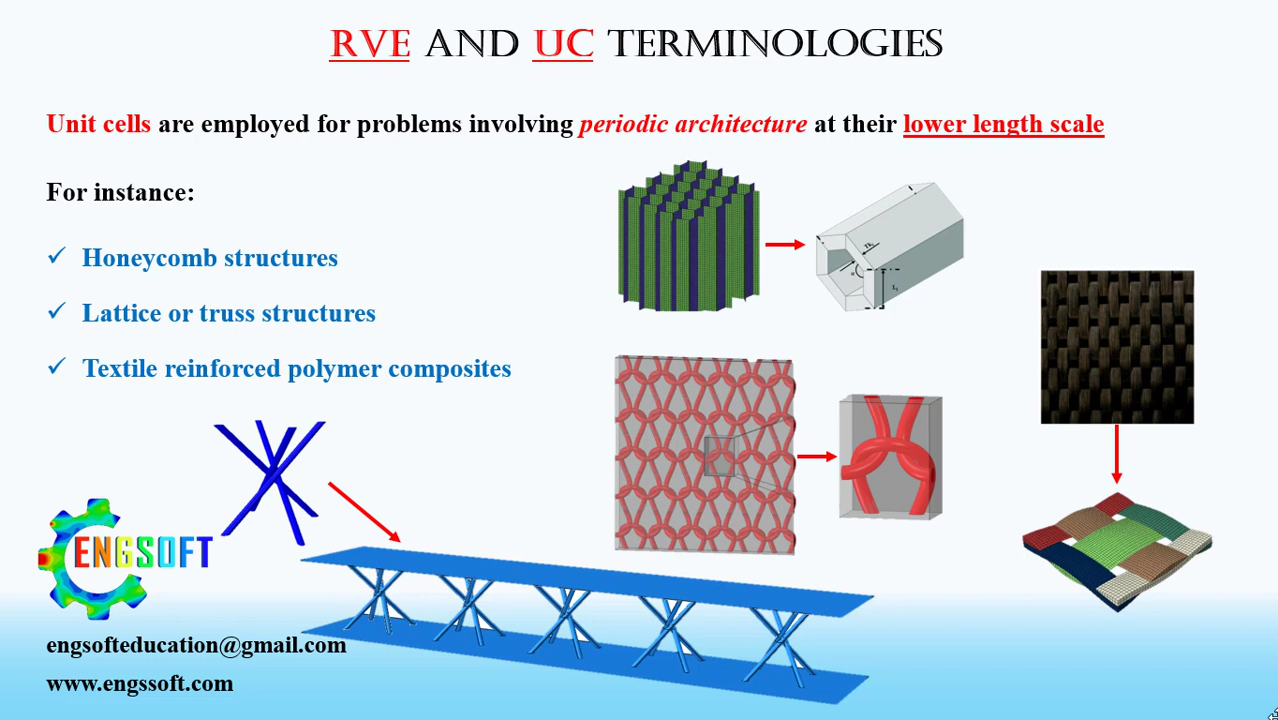 RVE AND UC TERMINOLOGIES
Unit cells are employed for problems involving periodic architecture at their lower length scale
For instance:
✓ Honeycomb structures
✓ Lattice or truss structures
✓ Textile reinforced polymer composites
ENGSOFT
engsofteducation@gmail.com
www.engssoft.com